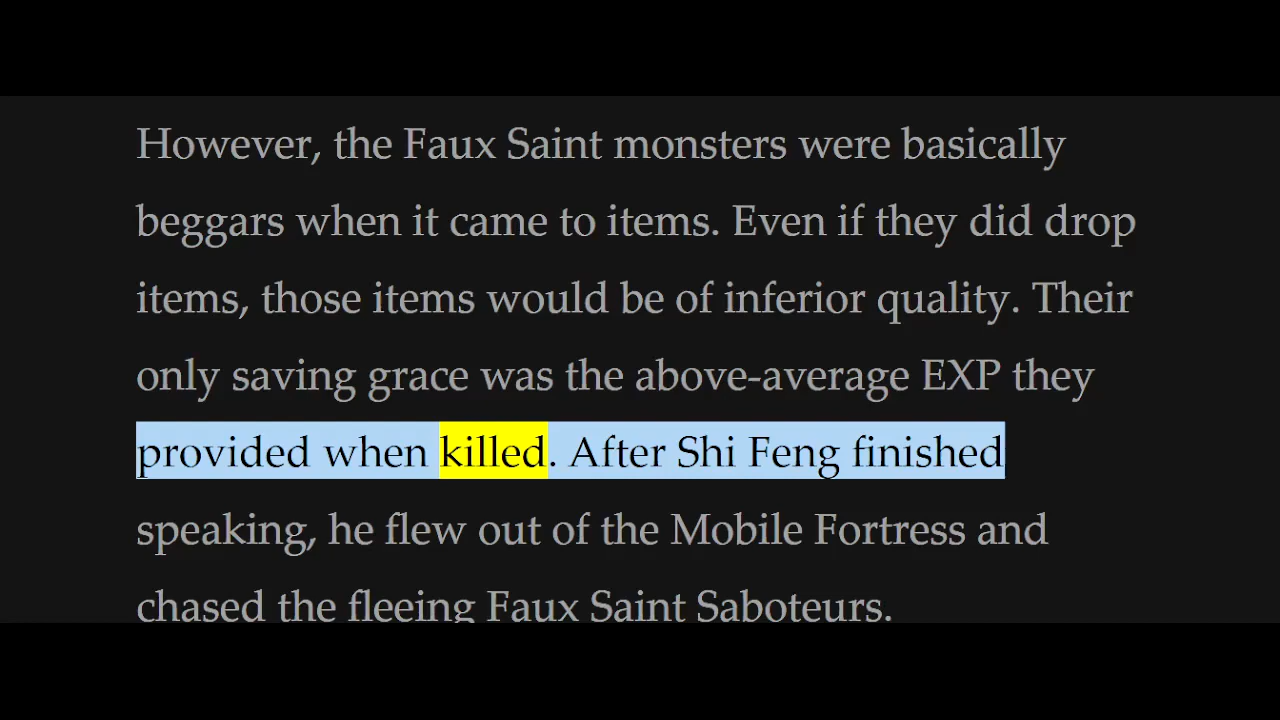 However, the Faux Saint monsters were basically
beggars when it came to items. Even if they did drop
items, those items would be of inferior quality. Their
only saving grace was the above-average EXP they
provided when killed. After Shi Feng finished
speaking, he flew out of the Mobile Fortress and
chased the fleeing Faux Saint Saboteurs.